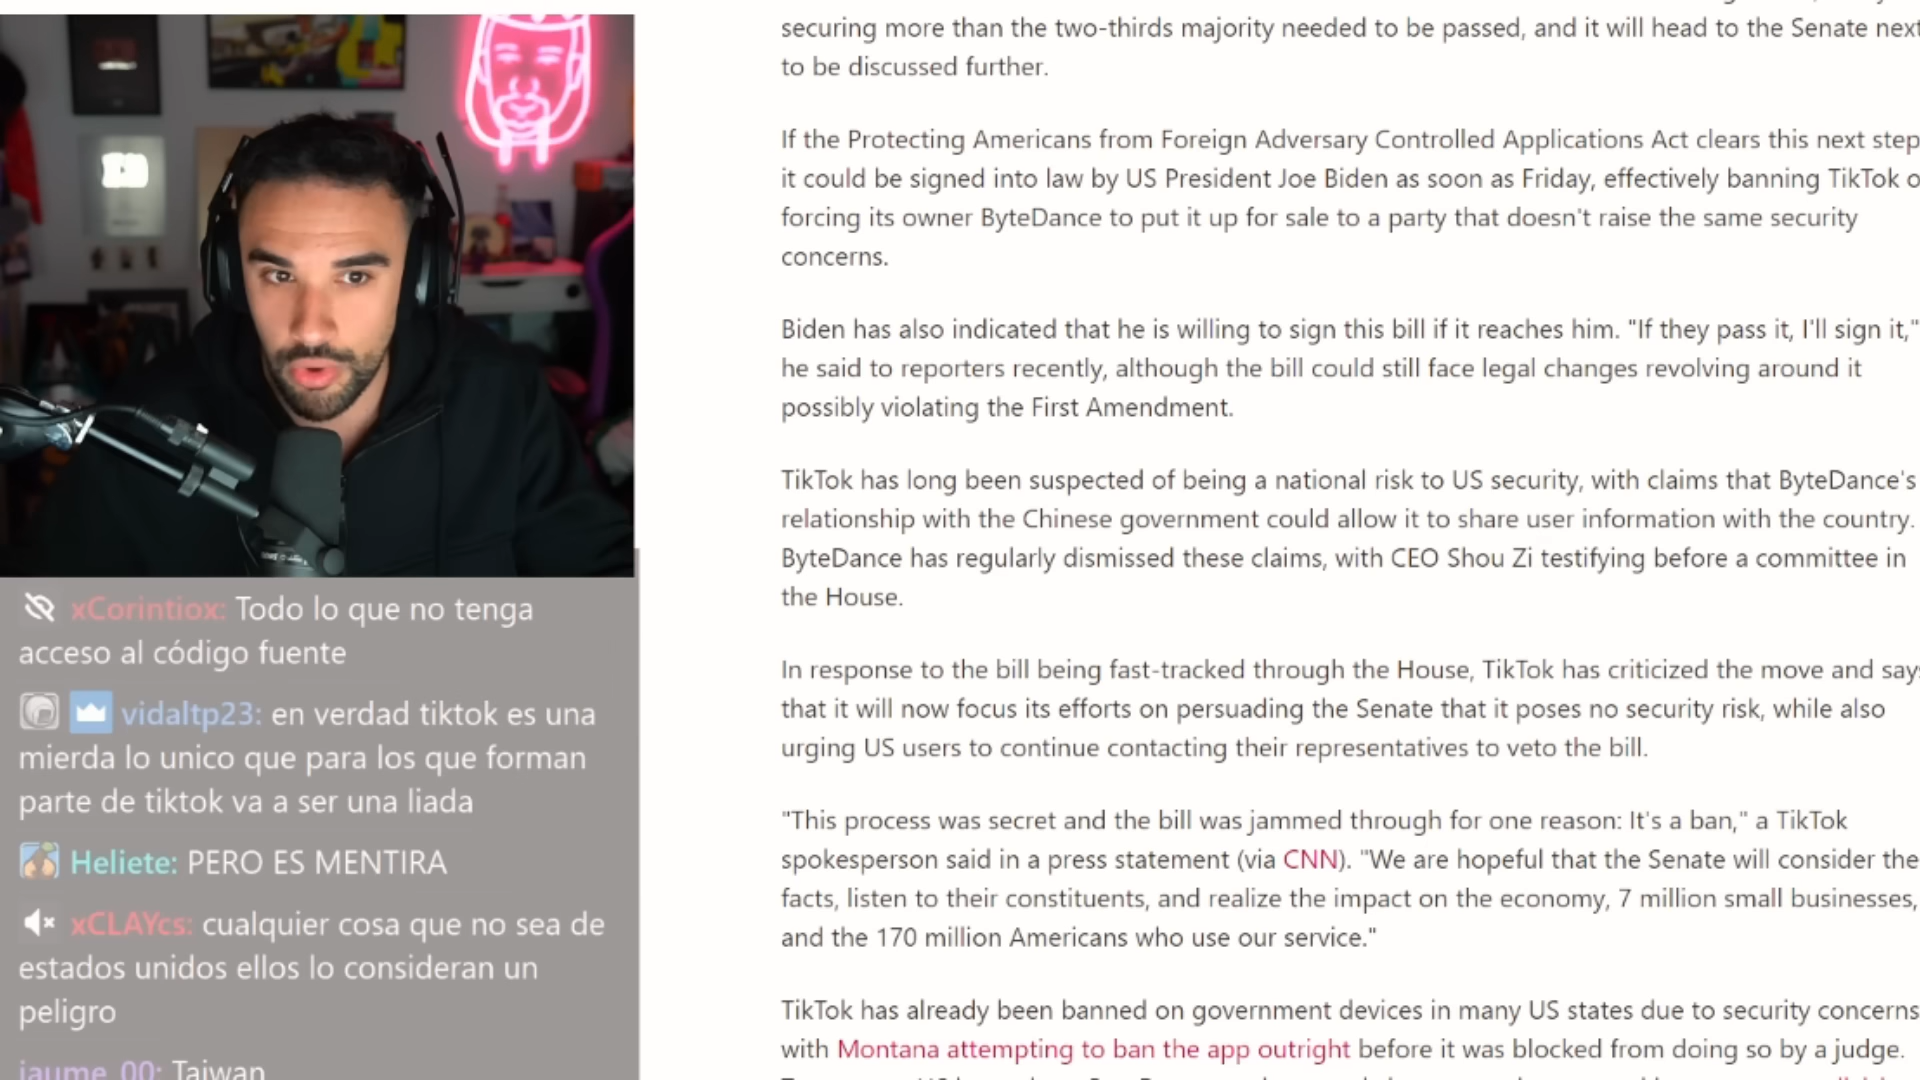 xCorintiox: Todo lo que no tenga
acceso al código fuente
vidaltp23: en verdad tiktok es una
mierda lo unico que para los que forman
parte de tiktok va a ser una liada
Heliete: PERO ES MENTIRA
xCLAYcs: cualquier cosa que no sea de
estados unidos ellos lo consideran un
peligro
jaume_00: Taiwan
securing more than the two-thirds majority needed to be passed, and it will head to the Senate next
to be discussed further.
If the Protecting Americans from Foreign Adversary Controlled Applications Act clears this next step
it could be signed into law by US President Joe Biden as soon as Friday, effectively banning TikTok o
forcing its owner ByteDance to put it up for sale to a party that doesn't raise the same security
concerns.
Biden has also indicated that he is willing to sign this bill if it reaches him. "If they pass it, I'll sign it,"
he said to reporters recently, although the bill could still face legal changes revolving around it
possibly violating the First Amendment.
TikTok has long been suspected of being a national risk to US security, with claims that ByteDance's
relationship with the Chinese government could allow it to share user information with the country.
ByteDance has regularly dismissed these claims, with CEO Shou Zi testifying before a committee in
the House.
In response to the bill being fast-tracked through the House, TikTok has criticized the move and says
that it will now focus its efforts on persuading the Senate that it poses no security risk, while also
urging US users to continue contacting their representatives to veto the bill.
"This process was secret and the bill was jammed through for one reason: It's a ban," a TikTok
spokesperson said in a press statement (via CNN). "We are hopeful that the Senate will consider the
facts, listen to their constituents, and realize the impact on the economy, 7 million small businesses,
and the 170 million Americans who use our service."
TikTok has already been banned on government devices in many US states due to security concerns
with Montana attempting to ban the app outright before it was blocked from doing so by a judge.